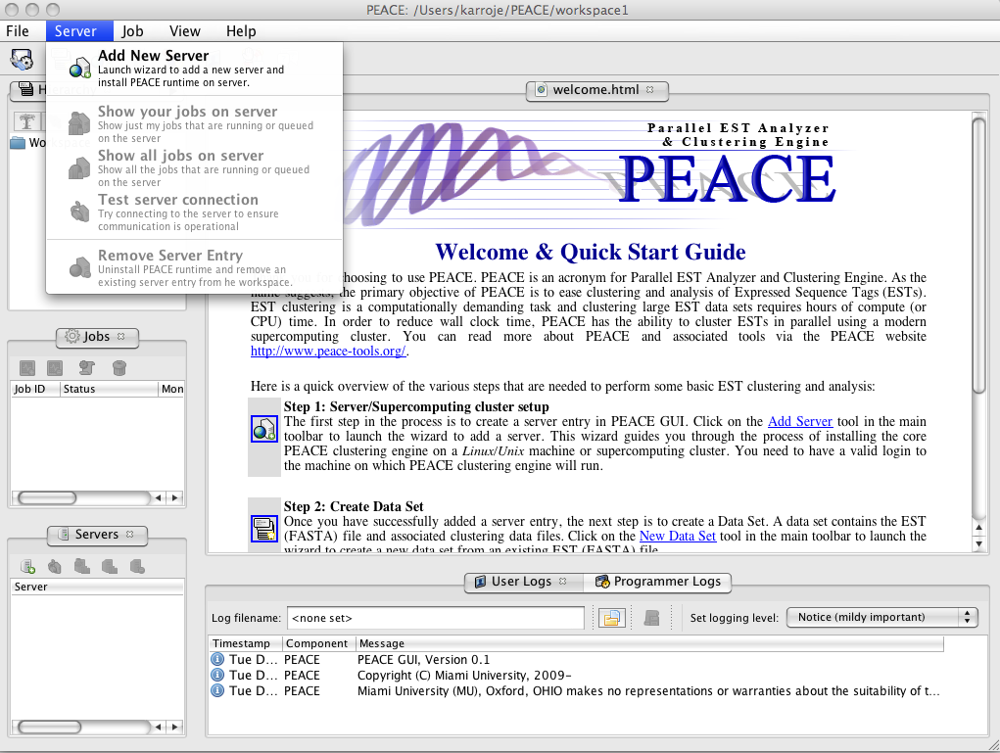 PEACE: /Users/karroje/PEACE/workspace1
File Server Job View Help
Add New Server
Launch wizard to add a new server and
install PEACE runtime on server.
Show your jobs on server
Show just my jobs that are running or queued
on the server
Show all jobs on server
Show all the jobs that are running or queued
on the server
Test server connection
Try connecting to the server to ensure
communication is operational
Remove Server Entry
Uninstall PEACE runtime and remove an
existing server entry from he workspace.
welcome.html
Parallel EST Analyzer
& Clustering Engine
PEACE
Welcome & Quick Start Guide
for choosing to use PEACE. PEACE is an acronym for Parallel EST Analyzer and Clustering Engine. As the
name suggests, the primary objective of PEACE is to ease clustering and analysis of Expressed Sequence Tags (ESTs).
EST clustering is a computationally demanding task and clustering large EST data sets requires hours of compute (or
CPU) time. In order to reduce wall clock time, PEACE has the ability to cluster ESTs in parallel using a modern
supercomputing cluster. You can read more about PEACE and associated tools via the PEACE website
http://www.peace-tools.org/.
Here is a quick overview of the various steps that are needed to perform some basic EST clustering and analysis:
Step 1: Server/Supercomputing cluster setup
The first step in the process is to create a server entry in PEACE GUI. Click on the Add Server tool in the main
toolbar to launch the wizard to add a server. This wizard guides you through the process of installing the core
PEACE clustering engine on a Linux/Unix machine or supercomputing cluster. You need to have a valid login to
the machine on which PEACE clustering engine will run.
Step 2: Create Data Set
Once you have successfully added a server entry, the next step is to create a Data Set. A data set contains the EST
(FASTA) file and associated clustering data files. Click on the New Data Set tool in the main toolbar to launch the
wizard to create a new data set from an existing EST (FASTA) file.
Jobs
Job ID Status Mon
Servers
Server
User Logs Programmer Logs
Log filename: <none set> Set logging level: Notice (mildy important)
Timestamp Component Message
Tue D... PEACE PEACE GUI, Version 0.1
Tue D... PEACE Copyright (C) Miami University, 2009-
Tue D... PEACE Miami University (MU), Oxford, OHIO makes no representations or warranties about the suitability of t...